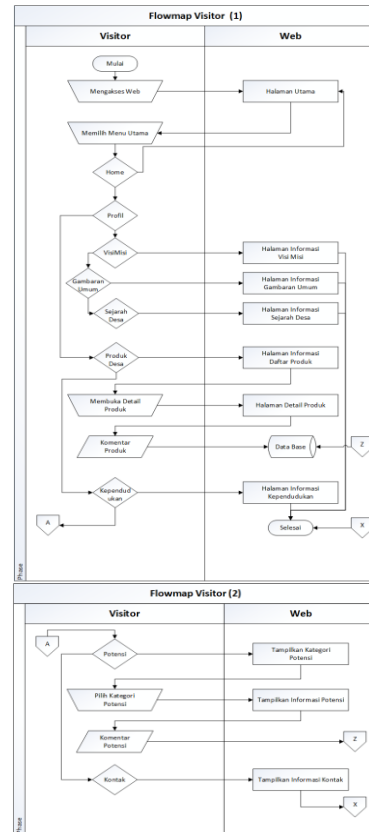 Flowmap Visitor (1)
Visitor
Web
Mulai
Mengakses Web
Halaman Utama
Memilih Menu Utama
Home
Profil
VisiMisi
Halaman Informasi
Visi Misi
Gambaran
Umum
Halaman Informasi
Gambaran Umum
Sejarah
Desa
Halaman Informasi
Sejarah Desa
Produk
Desa
Halaman Informasi
Daftar Produk
Membuka Detail
Produk
Halaman Detail Produk
Komentar
Produk
Data Base
Z
Kepend
udukan
Halaman Informasi
Kependudukan
A
Selesai
X
Phase
Flowmap Visitor (2)
Visitor
Web
A
Potensi
Tampilkan Kategori
Potensi
Pilih Kategori
Potensi
Tampilkan Informasi Potensi
Komentar
Potensi
Z
Kontak
Tampilkan Informasi Kontak
X
Phase